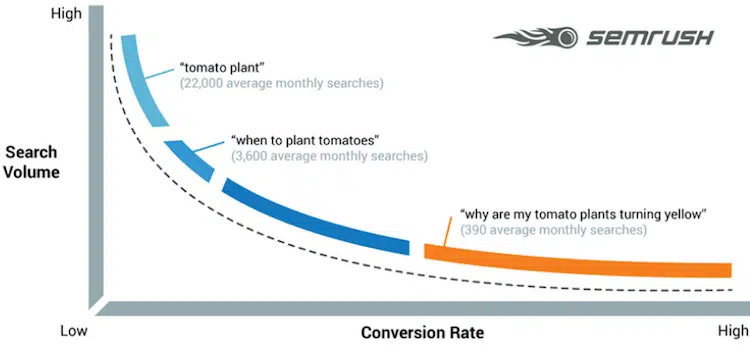 High
SEMRUSH
"tomato plant"
(22,000 average monthly searches)
"when to plant tomatoes"
(3,600 average monthly searches)
Search
Volume
"why are my tomato plants turning yellow"
(390 average monthly searches)
Low
Conversion Rate
High